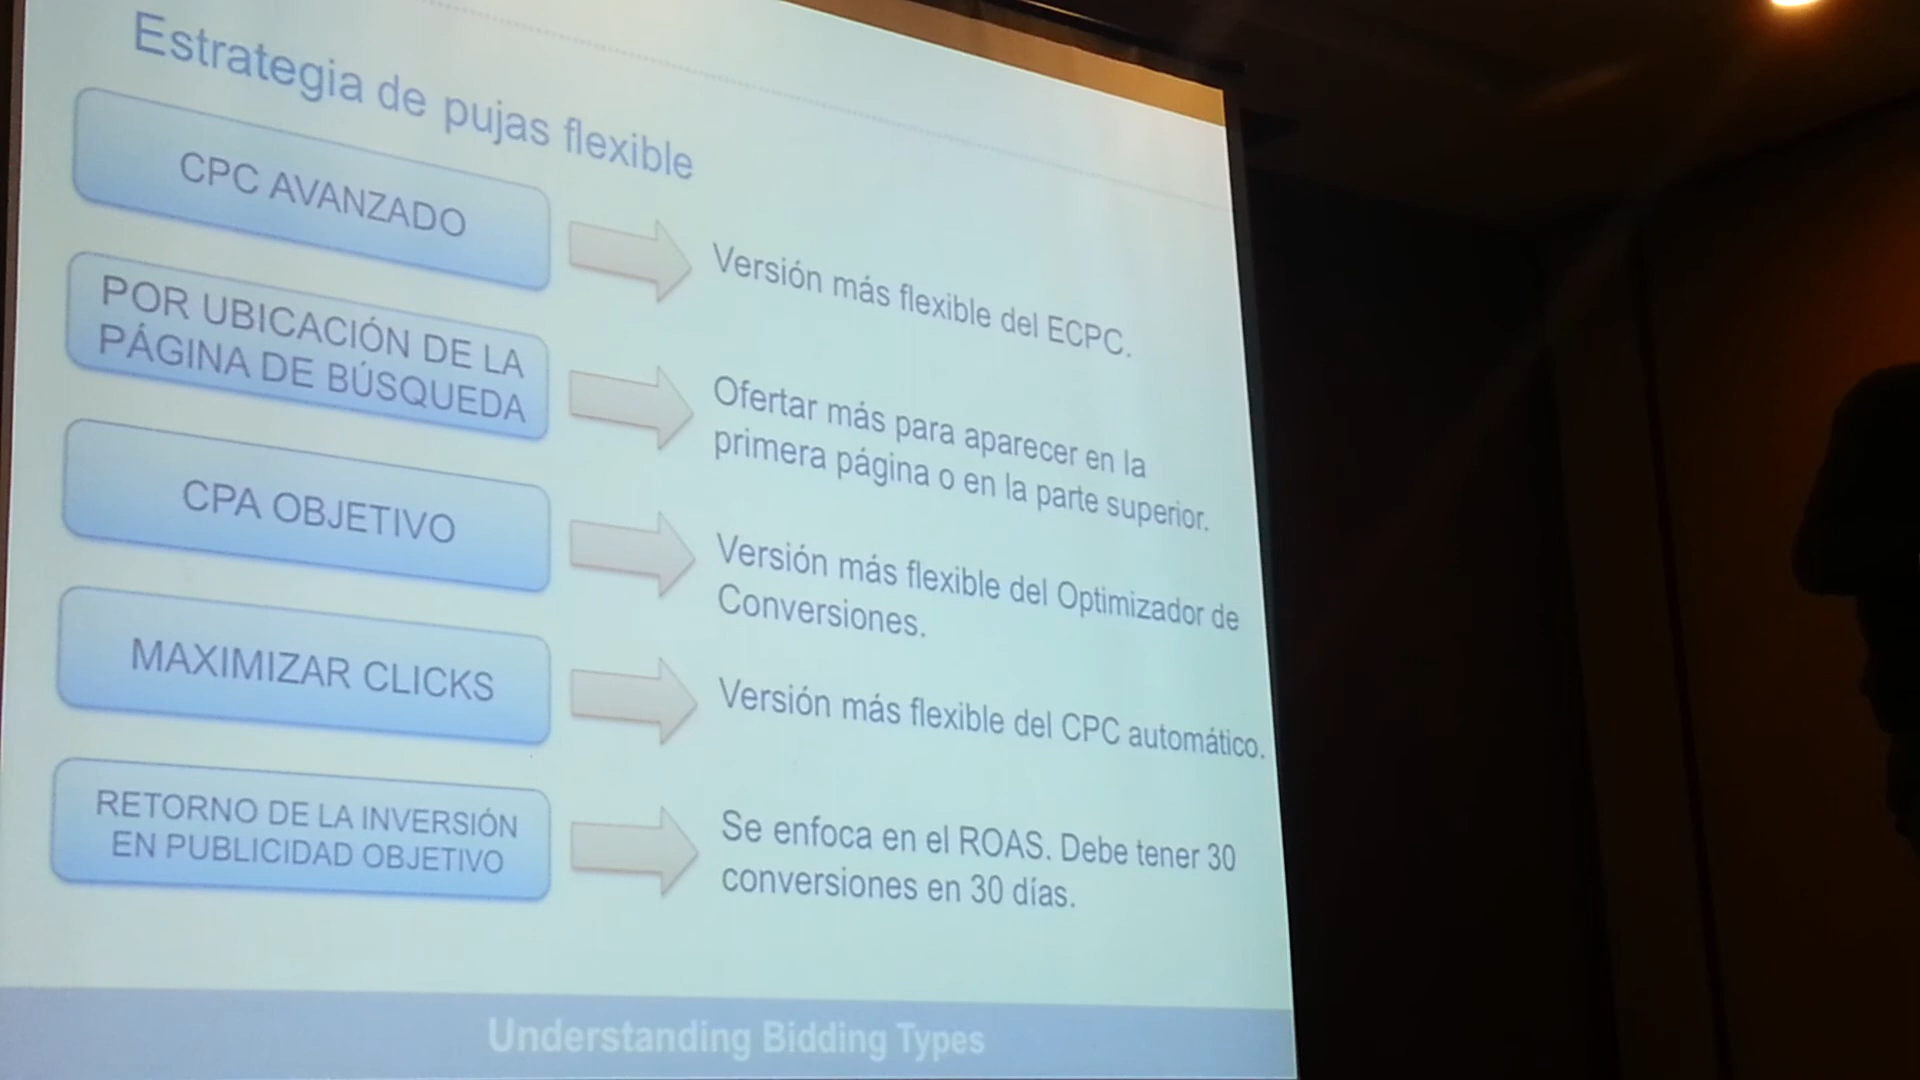 Estrategia de pujas flexible
CPC AVANZADO
Versión más flexible del ECPC.
POR UBICACIÓN DE LA
PÁGINA DE BÚSQUEDA
Ofertar más para aparecer en la
primera página o en la parte superior.
CPA OBJETIVO
Versión más flexible del Optimizador de
Conversiones.
MAXIMIZAR CLICKS
Versión más flexible del CPC automático.
RETORNO DE LA INVERSIÓN
EN PUBLICIDAD OBJETIVO
Se enfoca en el ROAS. Debe tener 30
conversiones en 30 días.
Understanding Bidding Types